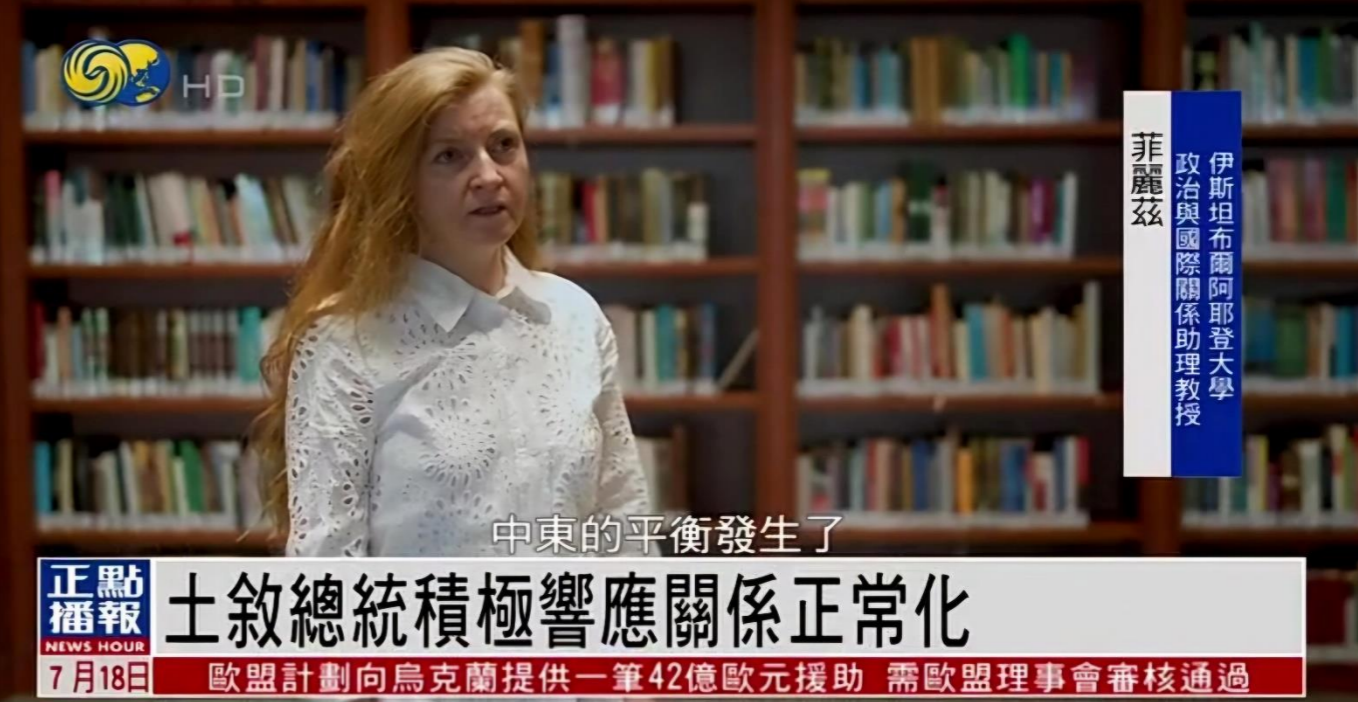 HD
菲麗茲
伊斯坦布爾阿耶登大學
政治與國際關係助理教授
中東的平衡發生了
正點
播報
NEWS HOUR
土敘總統積極響應關係正常化
7月18日
歐盟計劃向烏克蘭提供一筆42億歐元援助 需歐盟理事會審核通過